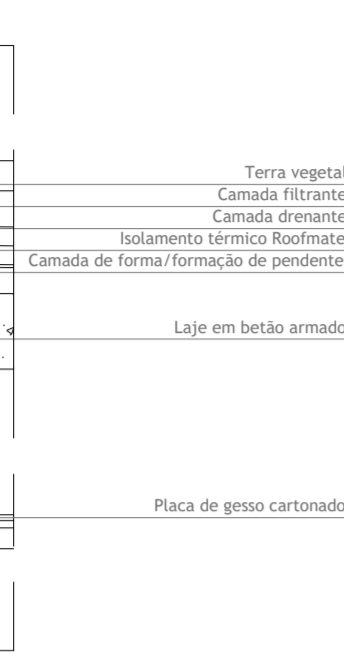 Terra vegetal
Camada filtrante
Camada drenante
Isolamento térmico Roofmate
Camada de forma/formação de pendente
Laje em betão armado
Placa de gesso cartonado